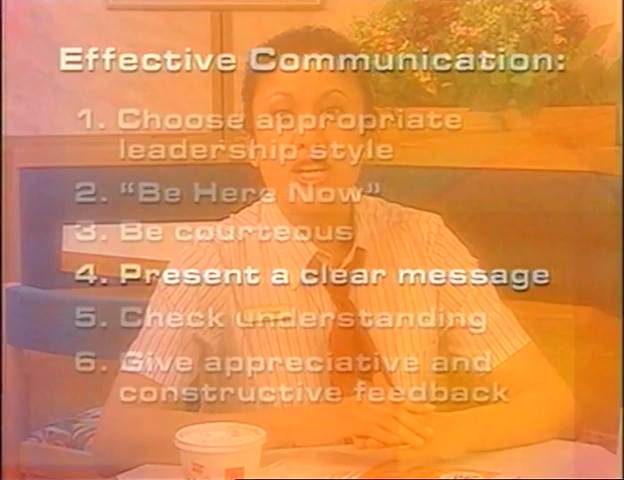 Effective Communication:
1. Choose appropriate
leadership style
2. "Be Here Now"
3. Be courteous
4. Present a clear message
5. Check understanding
6. Give appreciative and
constructive feedback